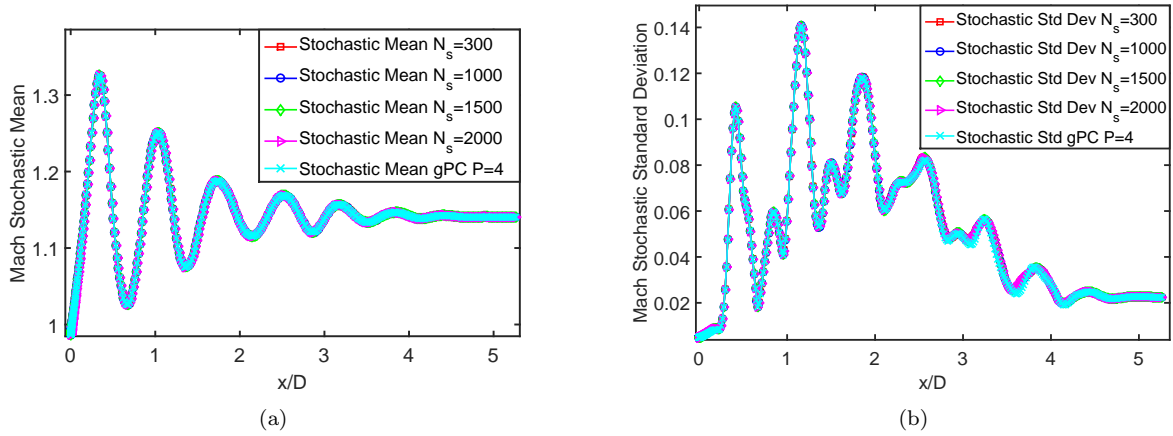 Mach Stochastic Mean
1.3
1.2
1.1
1
0 1 2 3 4 5
x/D
Stochastic Mean N_s=300
Stochastic Mean N_s=1000
Stochastic Mean N_s=1500
Stochastic Mean N_s=2000
Stochastic Mean gPC P=4
(a)
Mach Stochastic Standard Deviation
0.14
0.12
0.10
0.08
0.06
0.04
0.02
0 1 2 3 4 5
x/D
Stochastic Std Dev N_s=300
Stochastic Std Dev N_s=1000
Stochastic Std Dev N_s=1500
Stochastic Std Dev N_s=2000
Stochastic Std gPC P=4
(b)